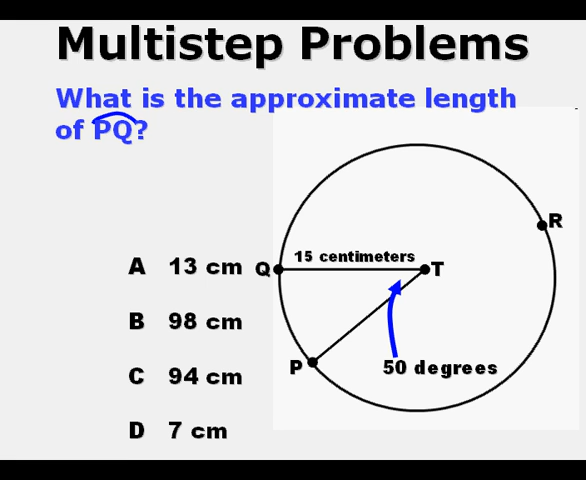 Multistep Problems
What is the approximate length
of PQ?
R
15 centimeters
A 13 cm
Q
T
B 98 cm
P
50 degrees
C 94 cm
D 7 cm